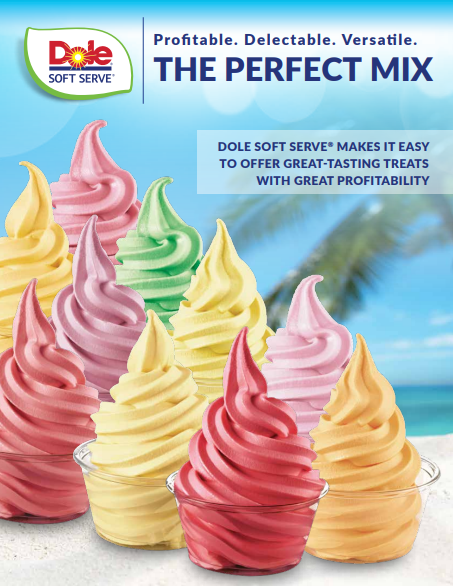 Dole
SOFT SERVE®
Profitable. Delectable. Versatile.
THE PERFECT MIX
DOLE SOFT SERVE® MAKES IT EASY
TO OFFER GREAT-TASTING TREATS
WITH GREAT PROFITABILITY